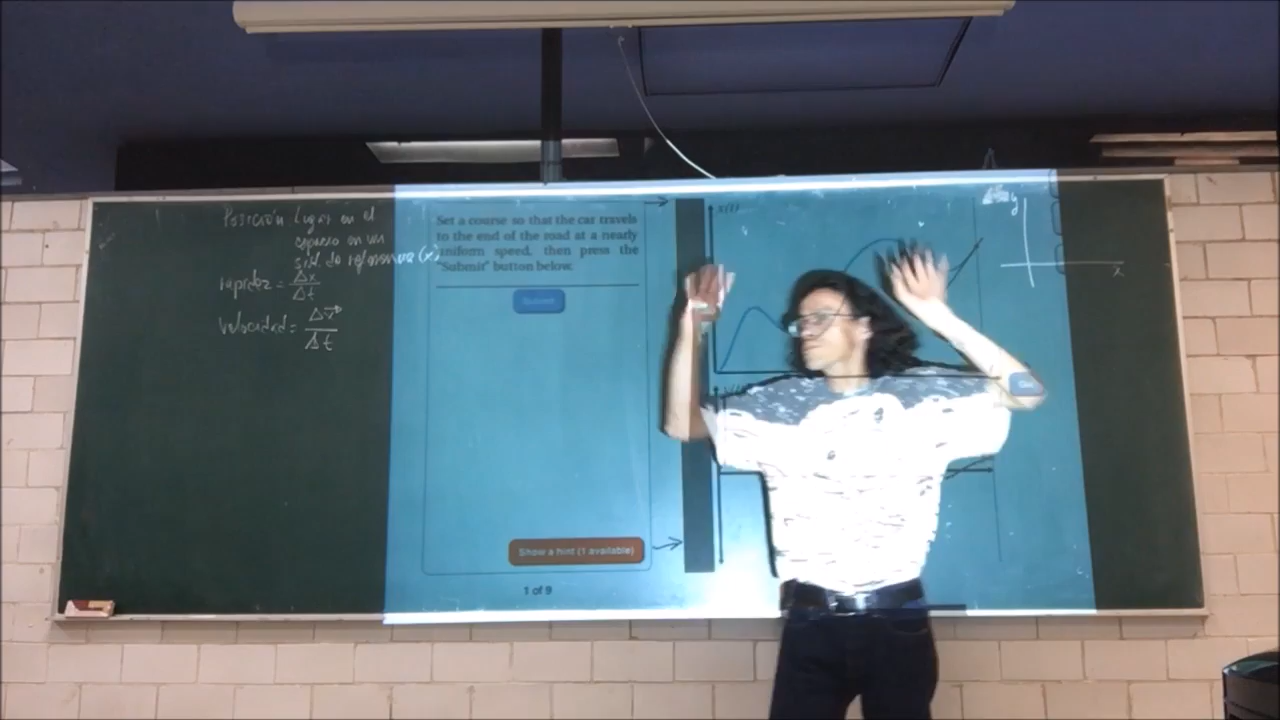 Posición lugar en el
espacio en un
sist. de referencia (x)
rapidez = Δx
Δt
velocidad = Δx
Δt
Set a course so that the car travels
to the end of the road at a nearly
uniform speed, then press the
"Submit" button below.
Submit
Show a hint (1 available)
1 of 9
x(t)
y
x